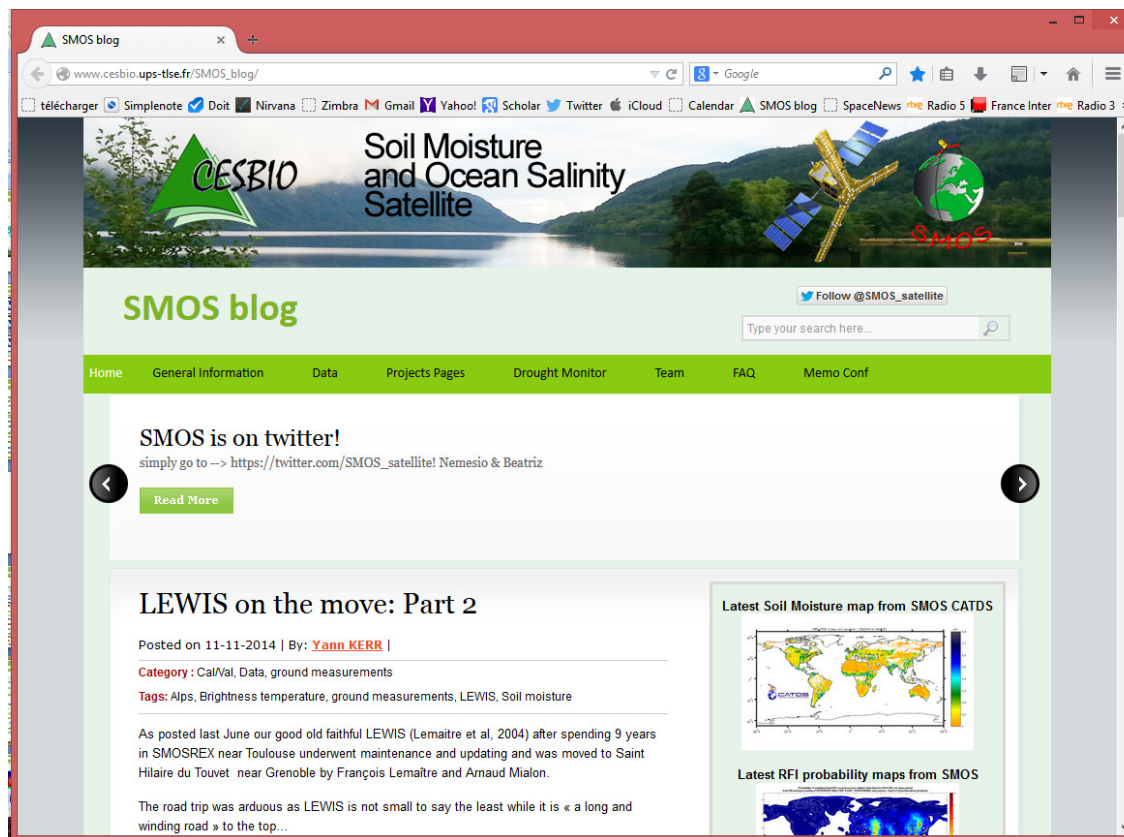 SMOS blog
www.cesbio.ups-tlse.fr/SMOS_blog/
Google
télécharger Simplenote Doit Nirvana Zimbra Gmail Yahoo! Scholar Twitter iCloud Calendar SMOS blog SpaceNews rtve Radio 5 France Inter rtve Radio 3
CESBIO
Soil Moisture
and Ocean Salinity
Satellite
SMOS
SMOS blog
Follow @SMOS_satellite
Type your search here...
Home General Information Data Projects Pages Drought Monitor Team FAQ Memo Conf
SMOS is on twitter!
simply go to --> https://twitter.com/SMOS_satellite! Nemesio & Beatriz
Read More
LEWIS on the move: Part 2
Posted on 11-11-2014 | By: Yann KERR |
Category : Cal/Val, Data, ground measurements
Tags: Alps, Brightness temperature, ground measurements, LEWIS, Soil moisture
As posted last June our good old faithful LEWIS (Lemaitre et al, 2004) after spending 9 years
in SMOSREX near Toulouse underwent maintenance and updating and was moved to Saint
Hilaire du Touvet near Grenoble by François Lemaître and Arnaud Mialon.
The road trip was arduous as LEWIS is not small to say the least while it is « a long and
winding road » to the top...
Latest Soil Moisture map from SMOS CATDS
CATDS
Latest RFI probability maps from SMOS